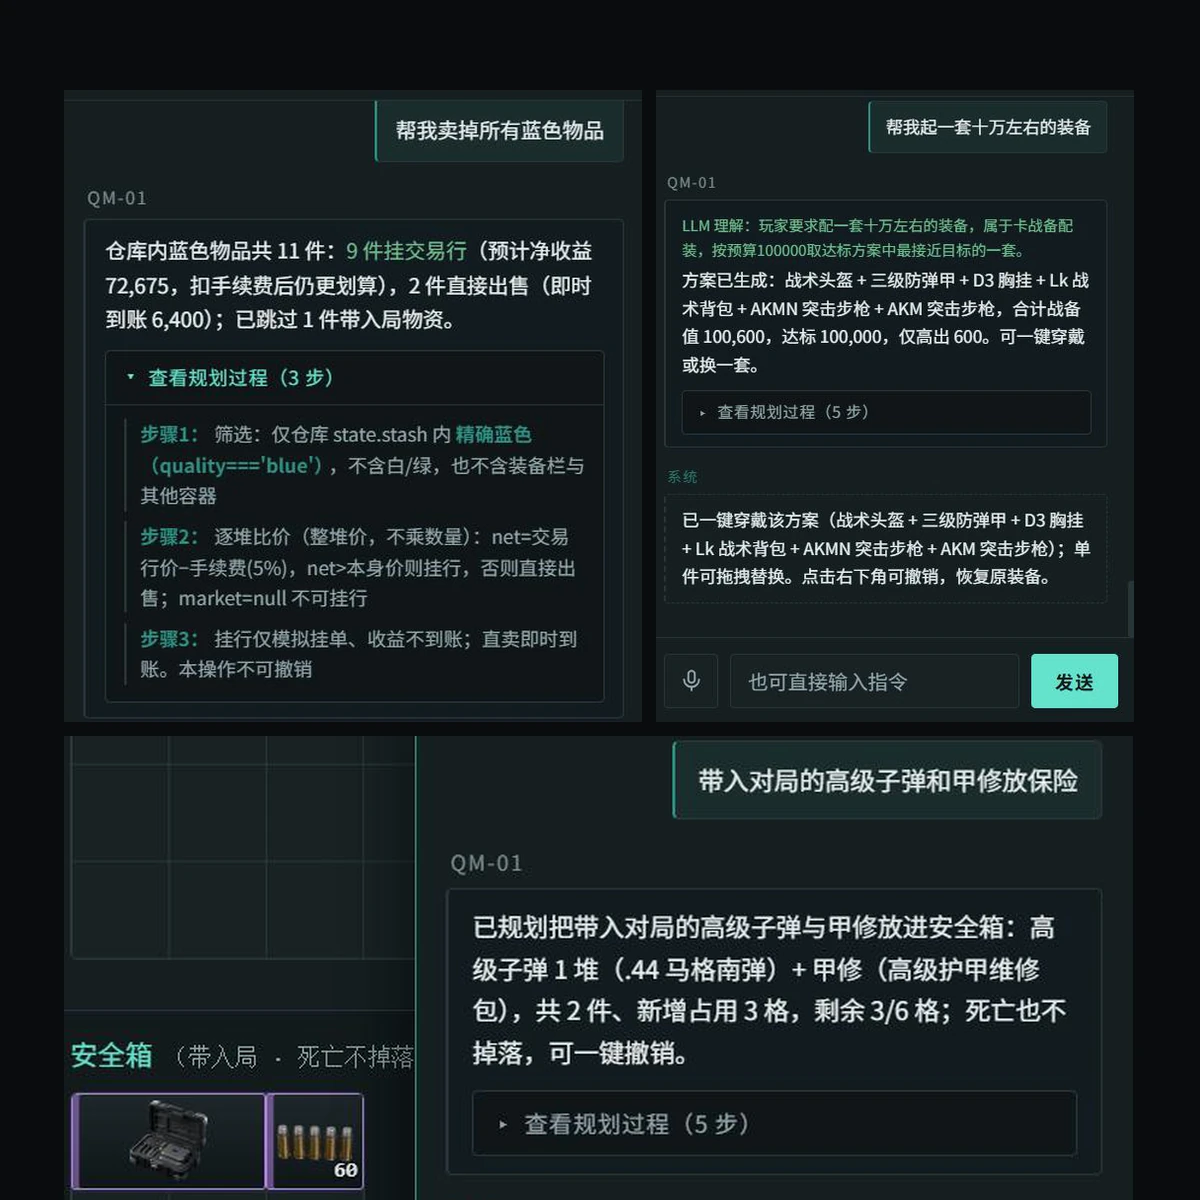 帮我卖掉所有蓝色物品
QM-01
仓库内蓝色物品共 11 件：9 件挂交易行（预计净收益
72,675，扣手续费后仍更划算），2 件直接出售（即时
到账 6,400）；已跳过 1 件带入局物资。
▾ 查看规划过程（3 步）
步骤1： 筛选：仅仓库 state.stash 内 精确蓝色
（quality==='blue'），不含白/绿，也不含装备栏与
其他容器
步骤2： 逐堆比价（整堆价，不乘数量）：net=交易
行价−手续费(5%)，net>本身价则挂行，否则直接出
售；market=null 不可挂行
步骤3： 挂行仅模拟挂单、收益不到账；直卖即时到
账。本操作不可撤销
帮我起一套十万左右的装备
QM-01
LLM 理解：玩家要求配一套十万左右的装备，属于卡战备配
装，按预算100000取达标方案中最接近目标的一套。
方案已生成：战术头盔 + 三级防弹甲 + D3 胸挂 + Lk 战
术背包 + AKMN 突击步枪 + AKM 突击步枪，合计战备
值 100,600，达标 100,000，仅高出 600。可一键穿戴
或换一套。
▸ 查看规划过程（5 步）
系统
已一键穿戴该方案（战术头盔 + 三级防弹甲 + D3 胸挂
+ Lk 战术背包 + AKMN 突击步枪 + AKM 突击步枪）；单
件可拖拽替换。点击右下角可撤销，恢复原装备。
也可直接输入指令
发送
带入对局的高级子弹和甲修放保险
QM-01
已规划把带入对局的高级子弹与甲修放进安全箱：高
级子弹 1 堆（.44 马格南弹）+ 甲修（高级护甲维修
包），共 2 件、新增占用 3 格，剩余 3/6 格；死亡也不
掉落，可一键撤销。
▸ 查看规划过程（5 步）
安全箱 （带入局 · 死亡不掉落
60